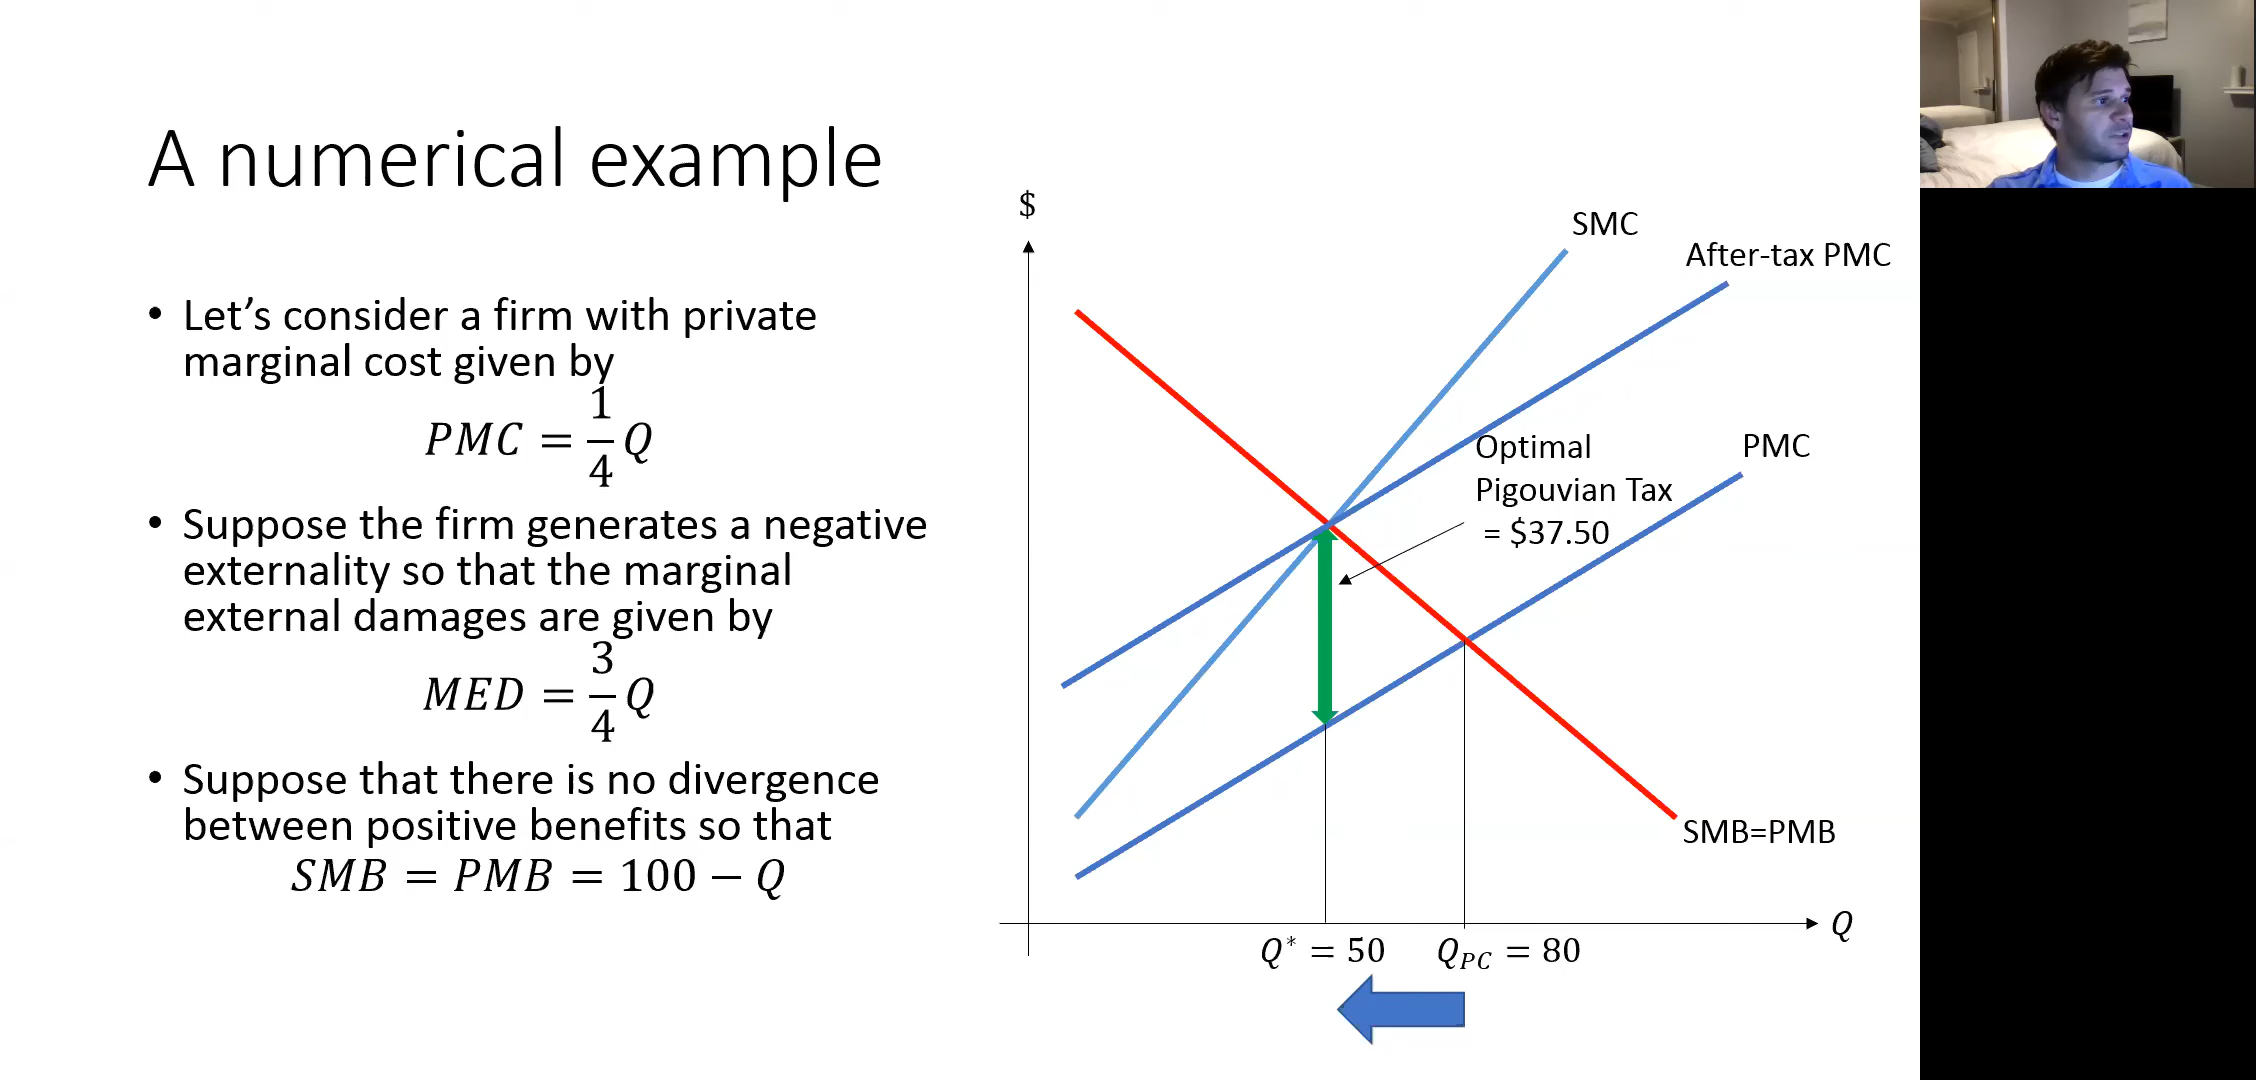 A numerical example
• Let’s consider a firm with private
marginal cost given by
PMC = 1/4 Q
• Suppose the firm generates a negative
externality so that the marginal
external damages are given by
MED = 3/4 Q
• Suppose that there is no divergence
between positive benefits so that
SMB = PMB = 100 − Q
$
SMC
After-tax PMC
Optimal
Pigouvian Tax
= $37.50
PMC
SMB=PMB
Q
Q* = 50
Q_PC = 80